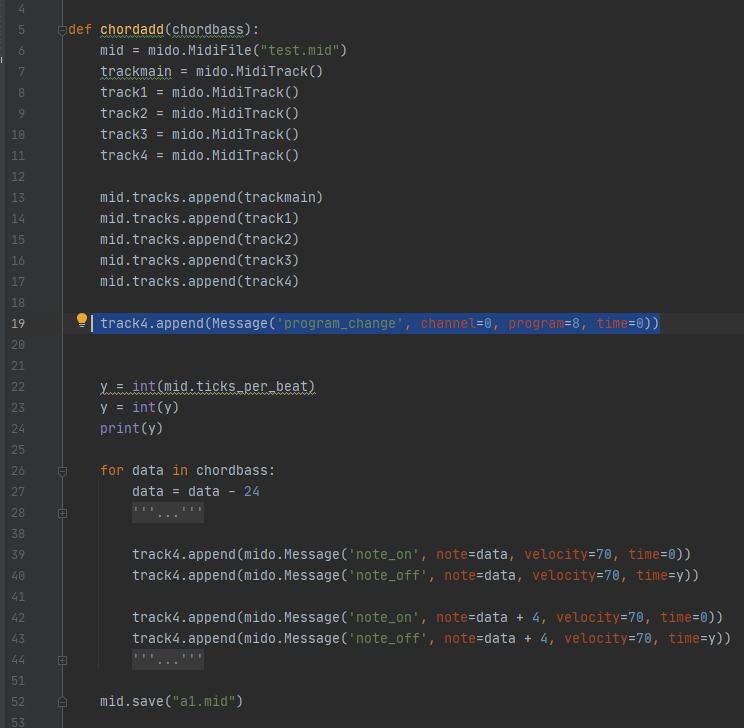 4
5 def chordadd(chordbass):
6 mid = mido.MidiFile("test.mid")
7 trackmain = mido.MidiTrack()
8 track1 = mido.MidiTrack()
9 track2 = mido.MidiTrack()
10 track3 = mido.MidiTrack()
11 track4 = mido.MidiTrack()
12
13 mid.tracks.append(trackmain)
14 mid.tracks.append(track1)
15 mid.tracks.append(track2)
16 mid.tracks.append(track3)
17 mid.tracks.append(track4)
18
19 track4.append(Message('program_change', channel=0, program=8, time=0))
20
21
22 y = int(mid.ticks_per_beat)
23 y = int(y)
24 print(y)
25
26 for data in chordbass:
27 data = data - 24
28 '''...'''
38
39 track4.append(mido.Message('note_on', note=data, velocity=70, time=0))
40 track4.append(mido.Message('note_off', note=data, velocity=70, time=y))
41
42 track4.append(mido.Message('note_on', note=data + 4, velocity=70, time=0))
43 track4.append(mido.Message('note_off', note=data + 4, velocity=70, time=y))
44 '''...'''
51
52 mid.save("a1.mid")
53